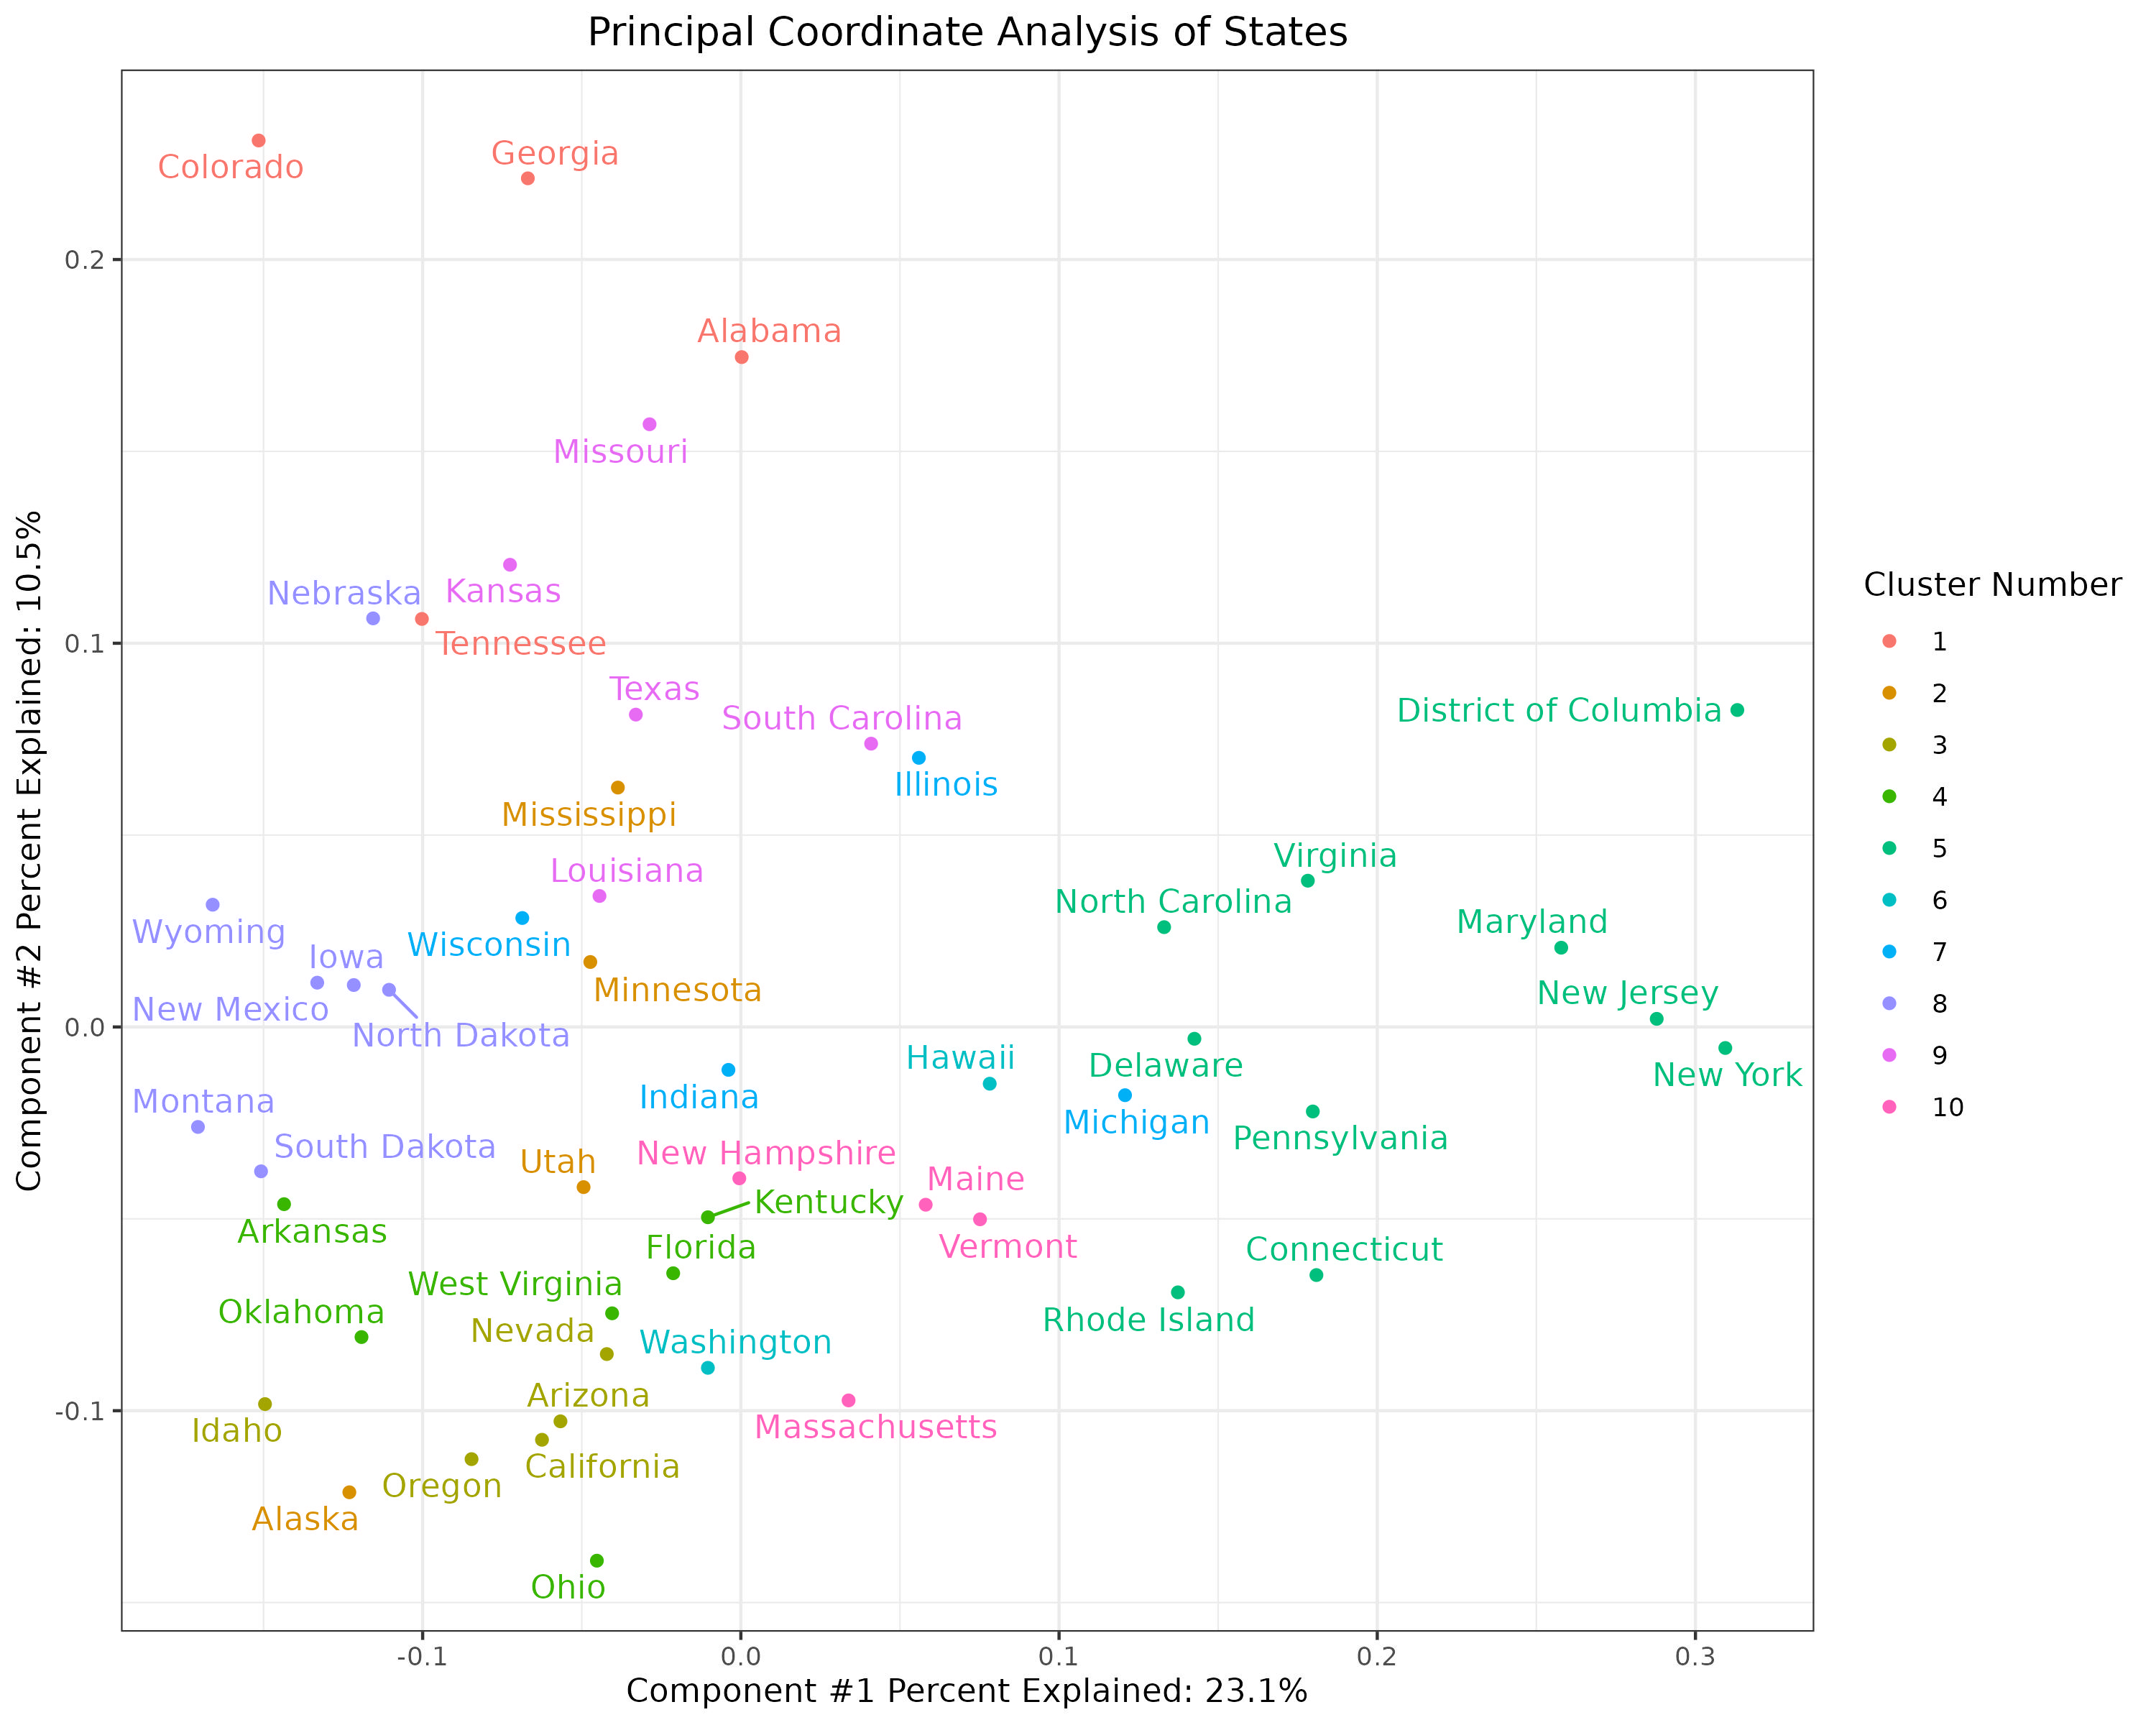 Principal Coordinate Analysis of States
Colorado
Georgia
0.2
Alabama
Missouri
Nebraska
Kansas
0.1
Tennessee
Texas
South Carolina
District of Columbia
Illinois
Mississippi
Louisiana
Virginia
North Carolina
Wyoming
Wisconsin
Maryland
Iowa
Minnesota
New Jersey
New Mexico
0.0
North Dakota
Hawaii
Delaware
New York
Montana
Indiana
Michigan
South Dakota
Utah
New Hampshire
Pennsylvania
Maine
Kentucky
Arkansas
Florida
Vermont
Connecticut
West Virginia
Oklahoma
Nevada
Washington
Rhode Island
Arizona
-0.1
Idaho
Massachusetts
California
Oregon
Alaska
Ohio
-0.1
0.0
0.1
0.2
0.3
Component #1 Percent Explained: 23.1%
Component #2 Percent Explained: 10.5%
Cluster Number
1
2
3
4
5
6
7
8
9
10